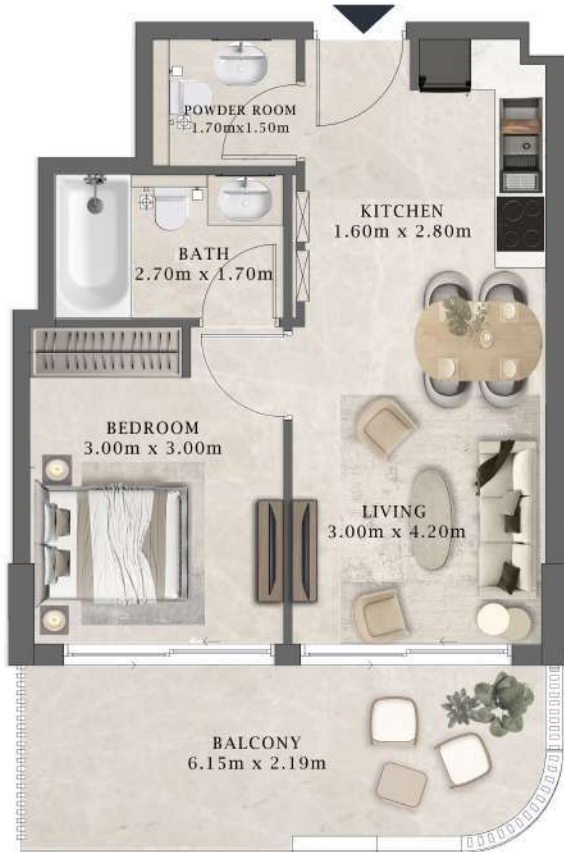 POWDER ROOM
1.70mx1.50m
KITCHEN
1.60m x 2.80m
BATH
2.70m x 1.70m
BEDROOM
3.00m x 3.00m
LIVING
3.00m x 4.20m
BALCONY
6.15m x 2.19m